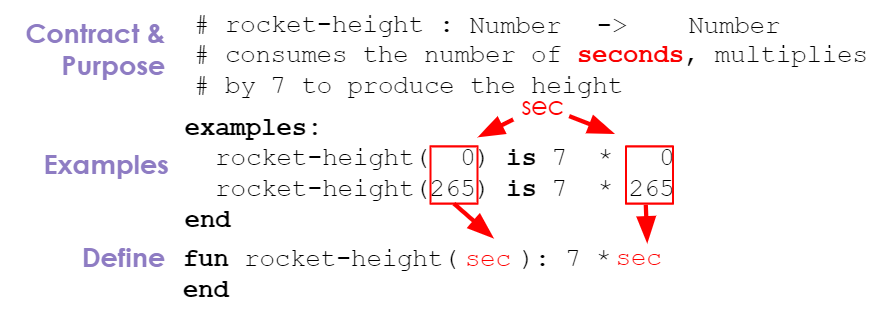 Contract & Purpose
# rocket-height : Number -> Number
# consumes the number of seconds, multiplies
# by 7 to produce the height
sec
examples:
Examples
rocket-height( 0) is 7 * 0
rocket-height(265) is 7 * 265
end
Define
fun rocket-height( sec ): 7 * sec
end